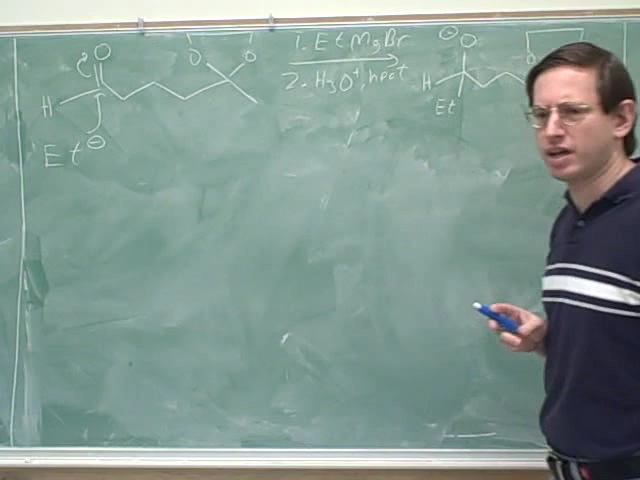 O O O 1. EtMgBr ⊖ O
H 2. H3O+, heat H O
Et⊖ Et